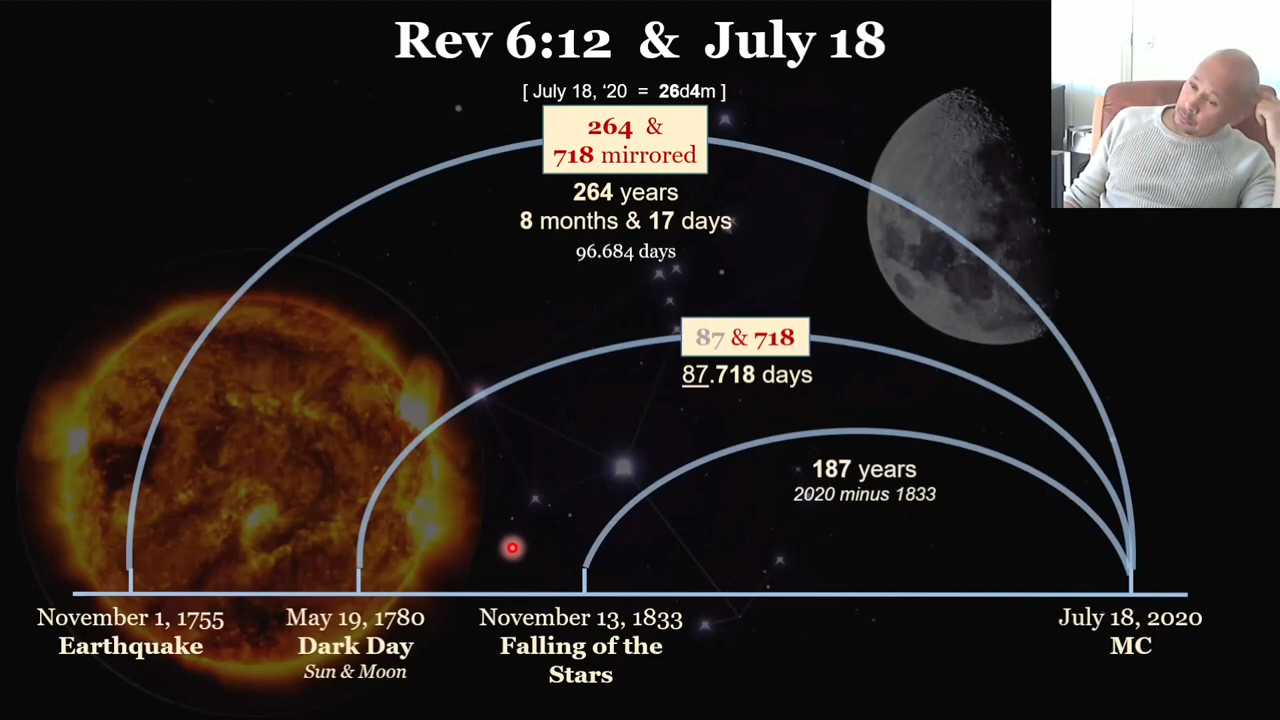 Rev 6:12 & July 18
[ July 18, ‘20 = 26d4m ]
264 &
718 mirrored
264 years
8 months & 17 days
96.684 days
87 & 718
87.718 days
187 years
2020 minus 1833
November 1, 1755
Earthquake
May 19, 1780
Dark Day
Sun & Moon
November 13, 1833
Falling of the
Stars
July 18, 2020
MC